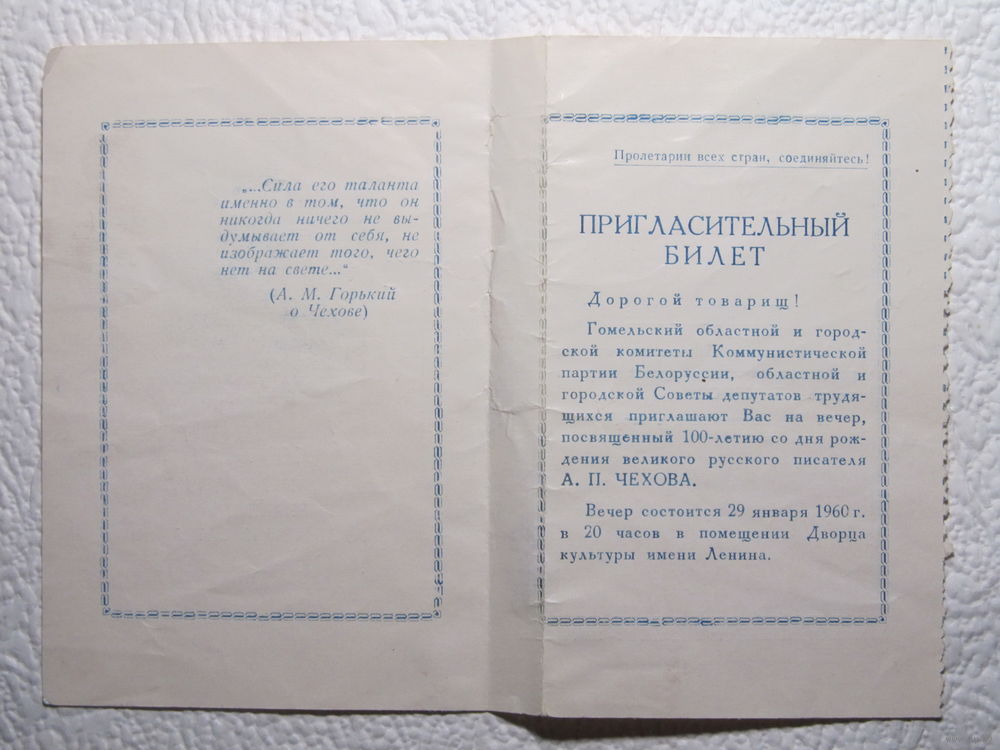 „...Сила его таланта
именно в том, что он
никогда ничего не вы-
думывает от себя, не
изображает того, чего
нет на свете...“
(А. М. Горький
о Чехове)
Пролетарии всех стран, соединяйтесь!
ПРИГЛАСИТЕЛЬНЫЙ
БИЛЕТ
Дорогой товарищ!
Гомельский областной и город-
ской комитеты Коммунистической
партии Белоруссии, областной и
городской Советы депутатов трудя-
щихся приглашают Вас на вечер,
посвященный 100-летию со дня рож-
дения великого русского писателя
А. П. ЧЕХОВА.
Вечер состоится 29 января 1960 г.
в 20 часов в помещении Дворца
культуры имени Ленина.